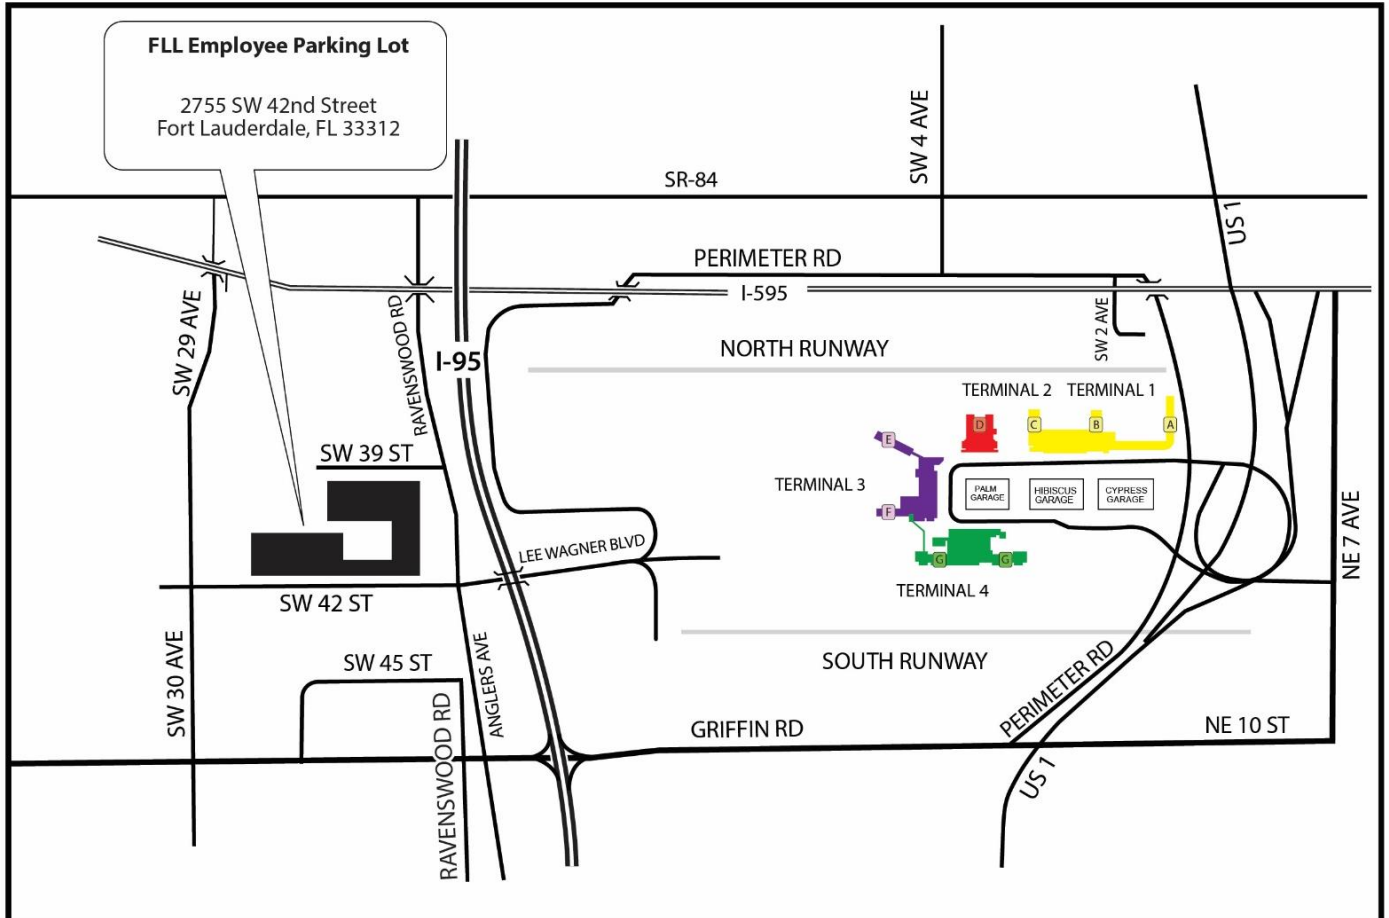 FLL Employee Parking Lot
2755 SW 42nd Street
Fort Lauderdale, FL 33312
SW 4 AVE
SR-84
US 1
PERIMETER RD
I-595
SW 29 AVE
RAVENSWOOD RD
I-95
NORTH RUNWAY
SW 2 AVE
TERMINAL 2
TERMINAL 1
D
C
B
A
E
SW 39 ST
TERMINAL 3
PALM
GARAGE
HIBISCUS
GARAGE
CYPRESS
GARAGE
F
NE 7 AVE
LEE WAGNER BLVD
G
G
TERMINAL 4
SW 42 ST
SW 30 AVE
SW 45 ST
ANGLERS AVE
SOUTH RUNWAY
PERIMETER RD
RAVENSWOOD RD
GRIFFIN RD
NE 10 ST
US 1